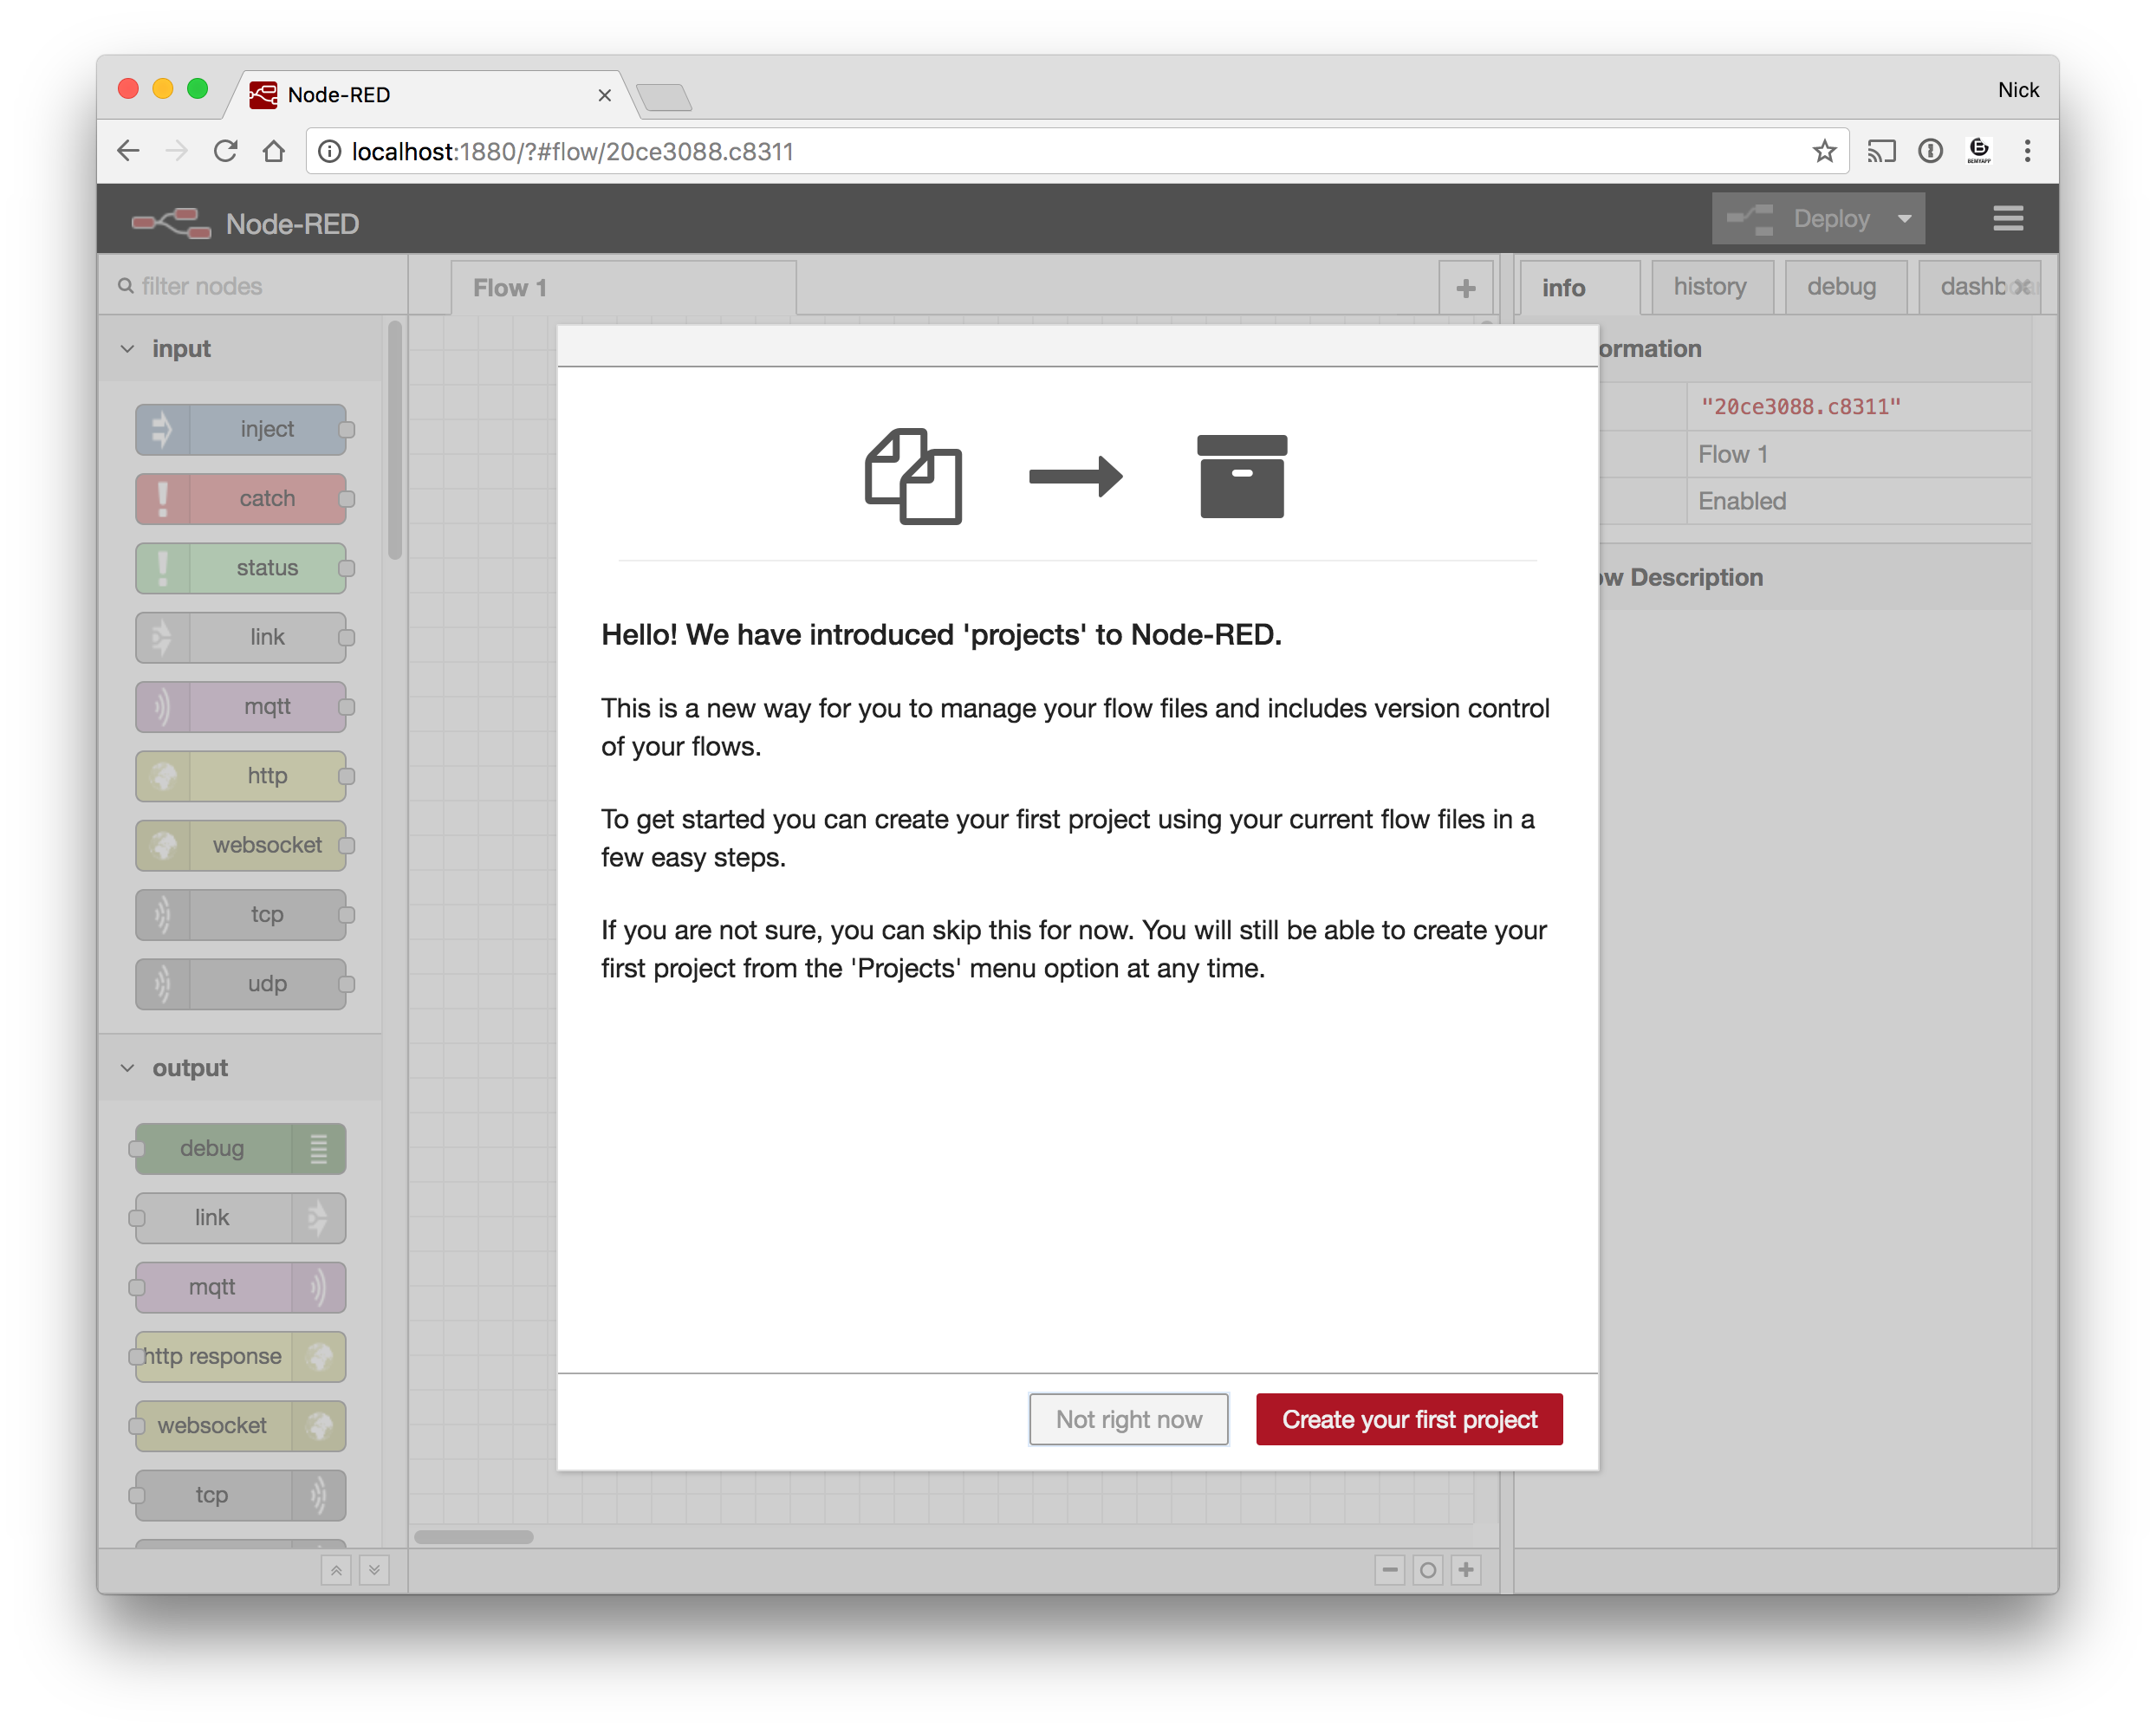 Node-RED
Nick
localhost:1880/?#flow/20ce3088.c8311
Node-RED
Deploy
filter nodes
Flow 1
info
history
debug
input
inject
catch
status
link
mqtt
http
websocket
tcp
udp
output
debug
link
mqtt
http response
websocket
tcp
Hello! We have introduced 'projects' to Node-RED.
This is a new way for you to manage your flow files and includes version control
of your flows.
To get started you can create your first project using your current flow files in a
few easy steps.
If you are not sure, you can skip this for now. You will still be able to create your
first project from the 'Projects' menu option at any time.
Not right now
Create your first project
ormation
"20ce3088.c8311"
Flow 1
Enabled
w Description